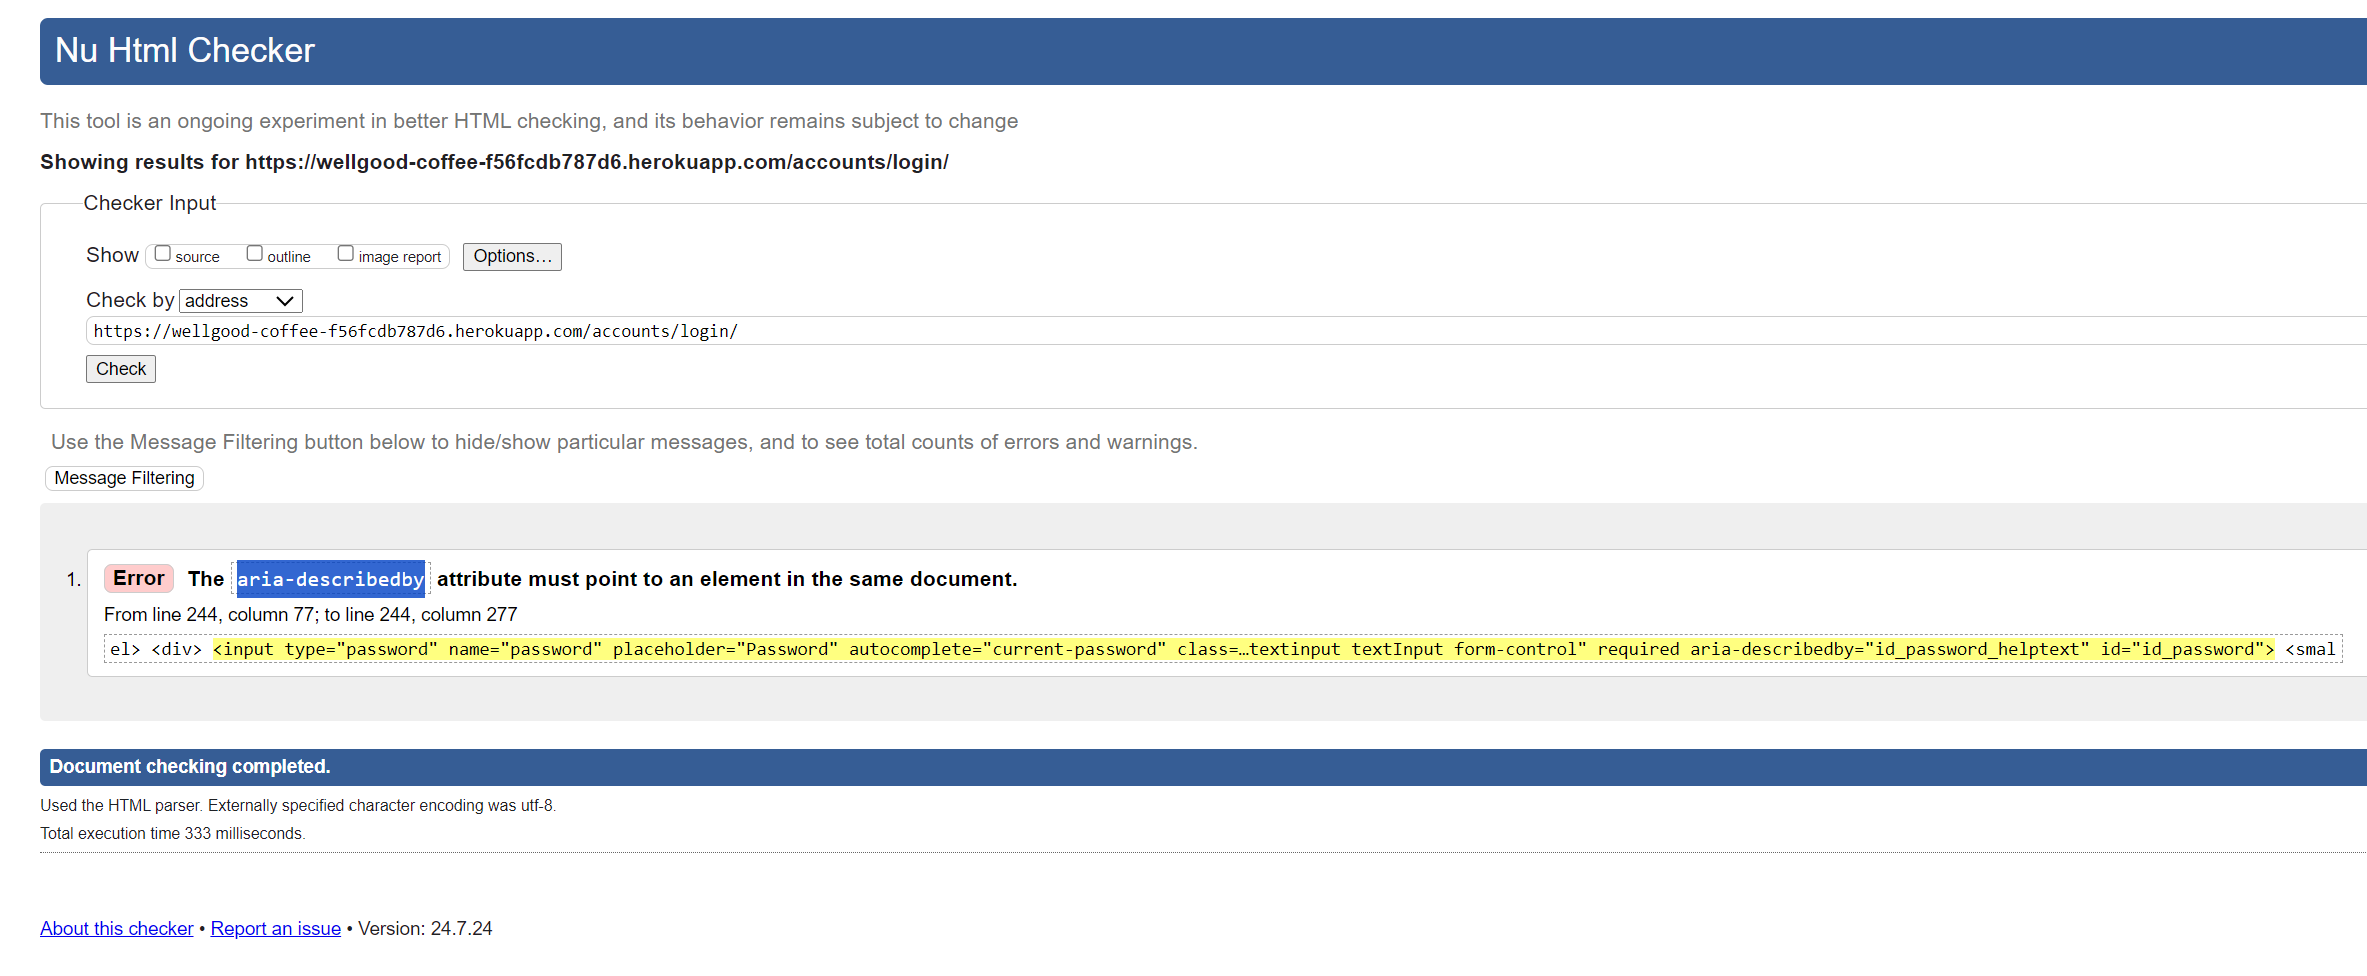 Nu Html Checker
This tool is an ongoing experiment in better HTML checking, and its behavior remains subject to change
Showing results for https://wellgood-coffee-f56fcdb787d6.herokuapp.com/accounts/login/
Checker Input
Show source outline image report Options...
Check by address
https://wellgood-coffee-f56fcdb787d6.herokuapp.com/accounts/login/
Check
Use the Message Filtering button below to hide/show particular messages, and to see total counts of errors and warnings.
Message Filtering
1. Error The aria-describedby attribute must point to an element in the same document.
From line 244, column 77; to line 244, column 277
el> <div> <input type="password" name="password" placeholder="Password" autocomplete="current-password" class=…textinput textInput form-control" required aria-describedby="id_password_helptext" id="id_password"> <smal
Document checking completed.
Used the HTML parser. Externally specified character encoding was utf-8.
Total execution time 333 milliseconds.
About this checker • Report an issue • Version: 24.7.24